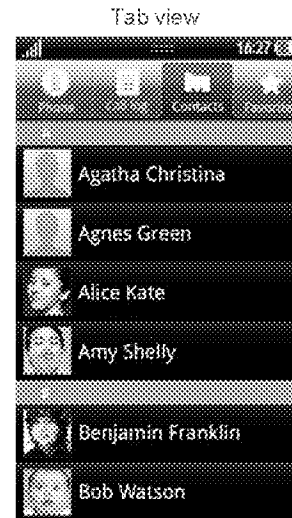 Tab view
16:27
Contacts
A
Agatha Christina
Agnes Green
Alice Kate
Amy Shelly
Benjamin Franklin
Bob Watson